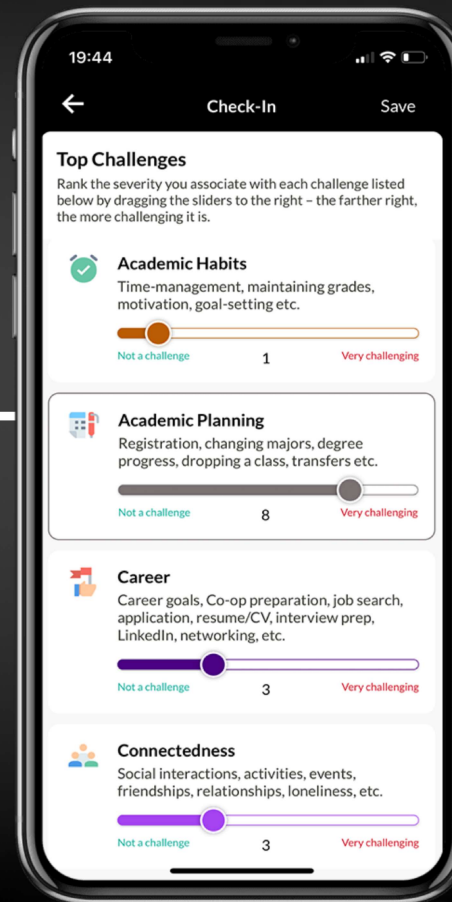 19:44
Check-In
Save
Top Challenges
Rank the severity you associate with each challenge listed
below by dragging the sliders to the right – the farther right,
the more challenging it is.
Academic Habits
Time-management, maintaining grades,
motivation, goal-setting etc.
Not a challenge
1
Very challenging
Academic Planning
Registration, changing majors, degree
progress, dropping a class, transfers etc.
Not a challenge
8
Very challenging
Career
Career goals, Co-op preparation, job search,
application, resume/CV, interview prep,
LinkedIn, networking, etc.
Not a challenge
3
Very challenging
Connectedness
Social interactions, activities, events,
friendships, relationships, loneliness, etc.
Not a challenge
3
Very challenging